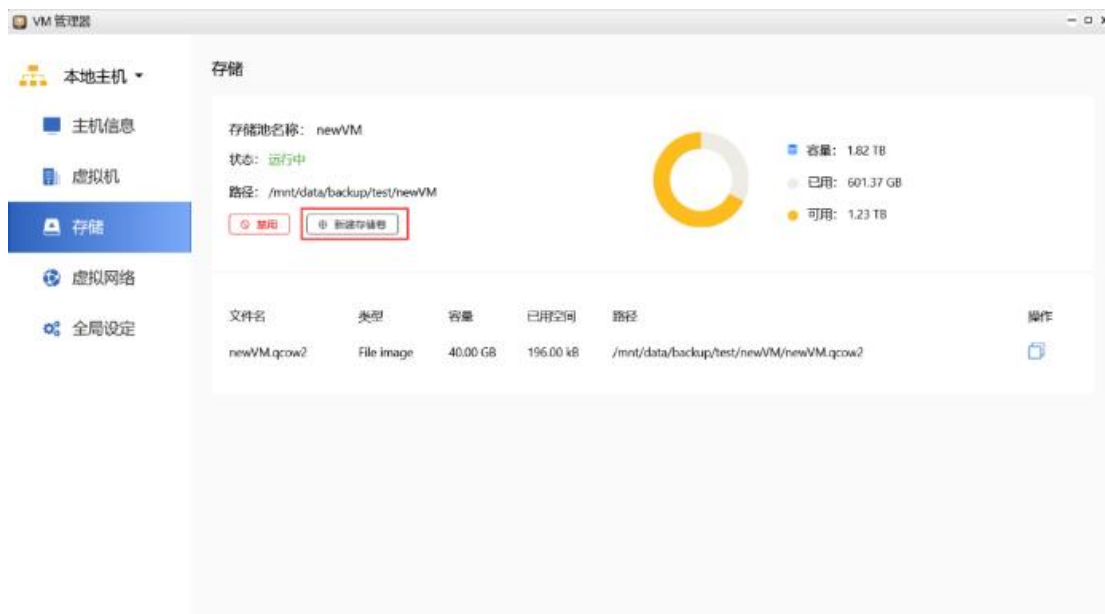 VM 管理器
本地主机
主机信息
虚拟机
存储
虚拟网络
全局设定
存储
存储池名称： newVM
状态： 运行中
路径： /mnt/data/backup/test/newVM
禁用 新建存储卷
容量： 1.82 TB
已用： 601.37 GB
可用： 1.23 TB
文件名 类型 容量 已用空间 路径 操作
newVM.qcow2 File image 40.00 GB 196.00 kB /mnt/data/backup/test/newVM/newVM.qcow2